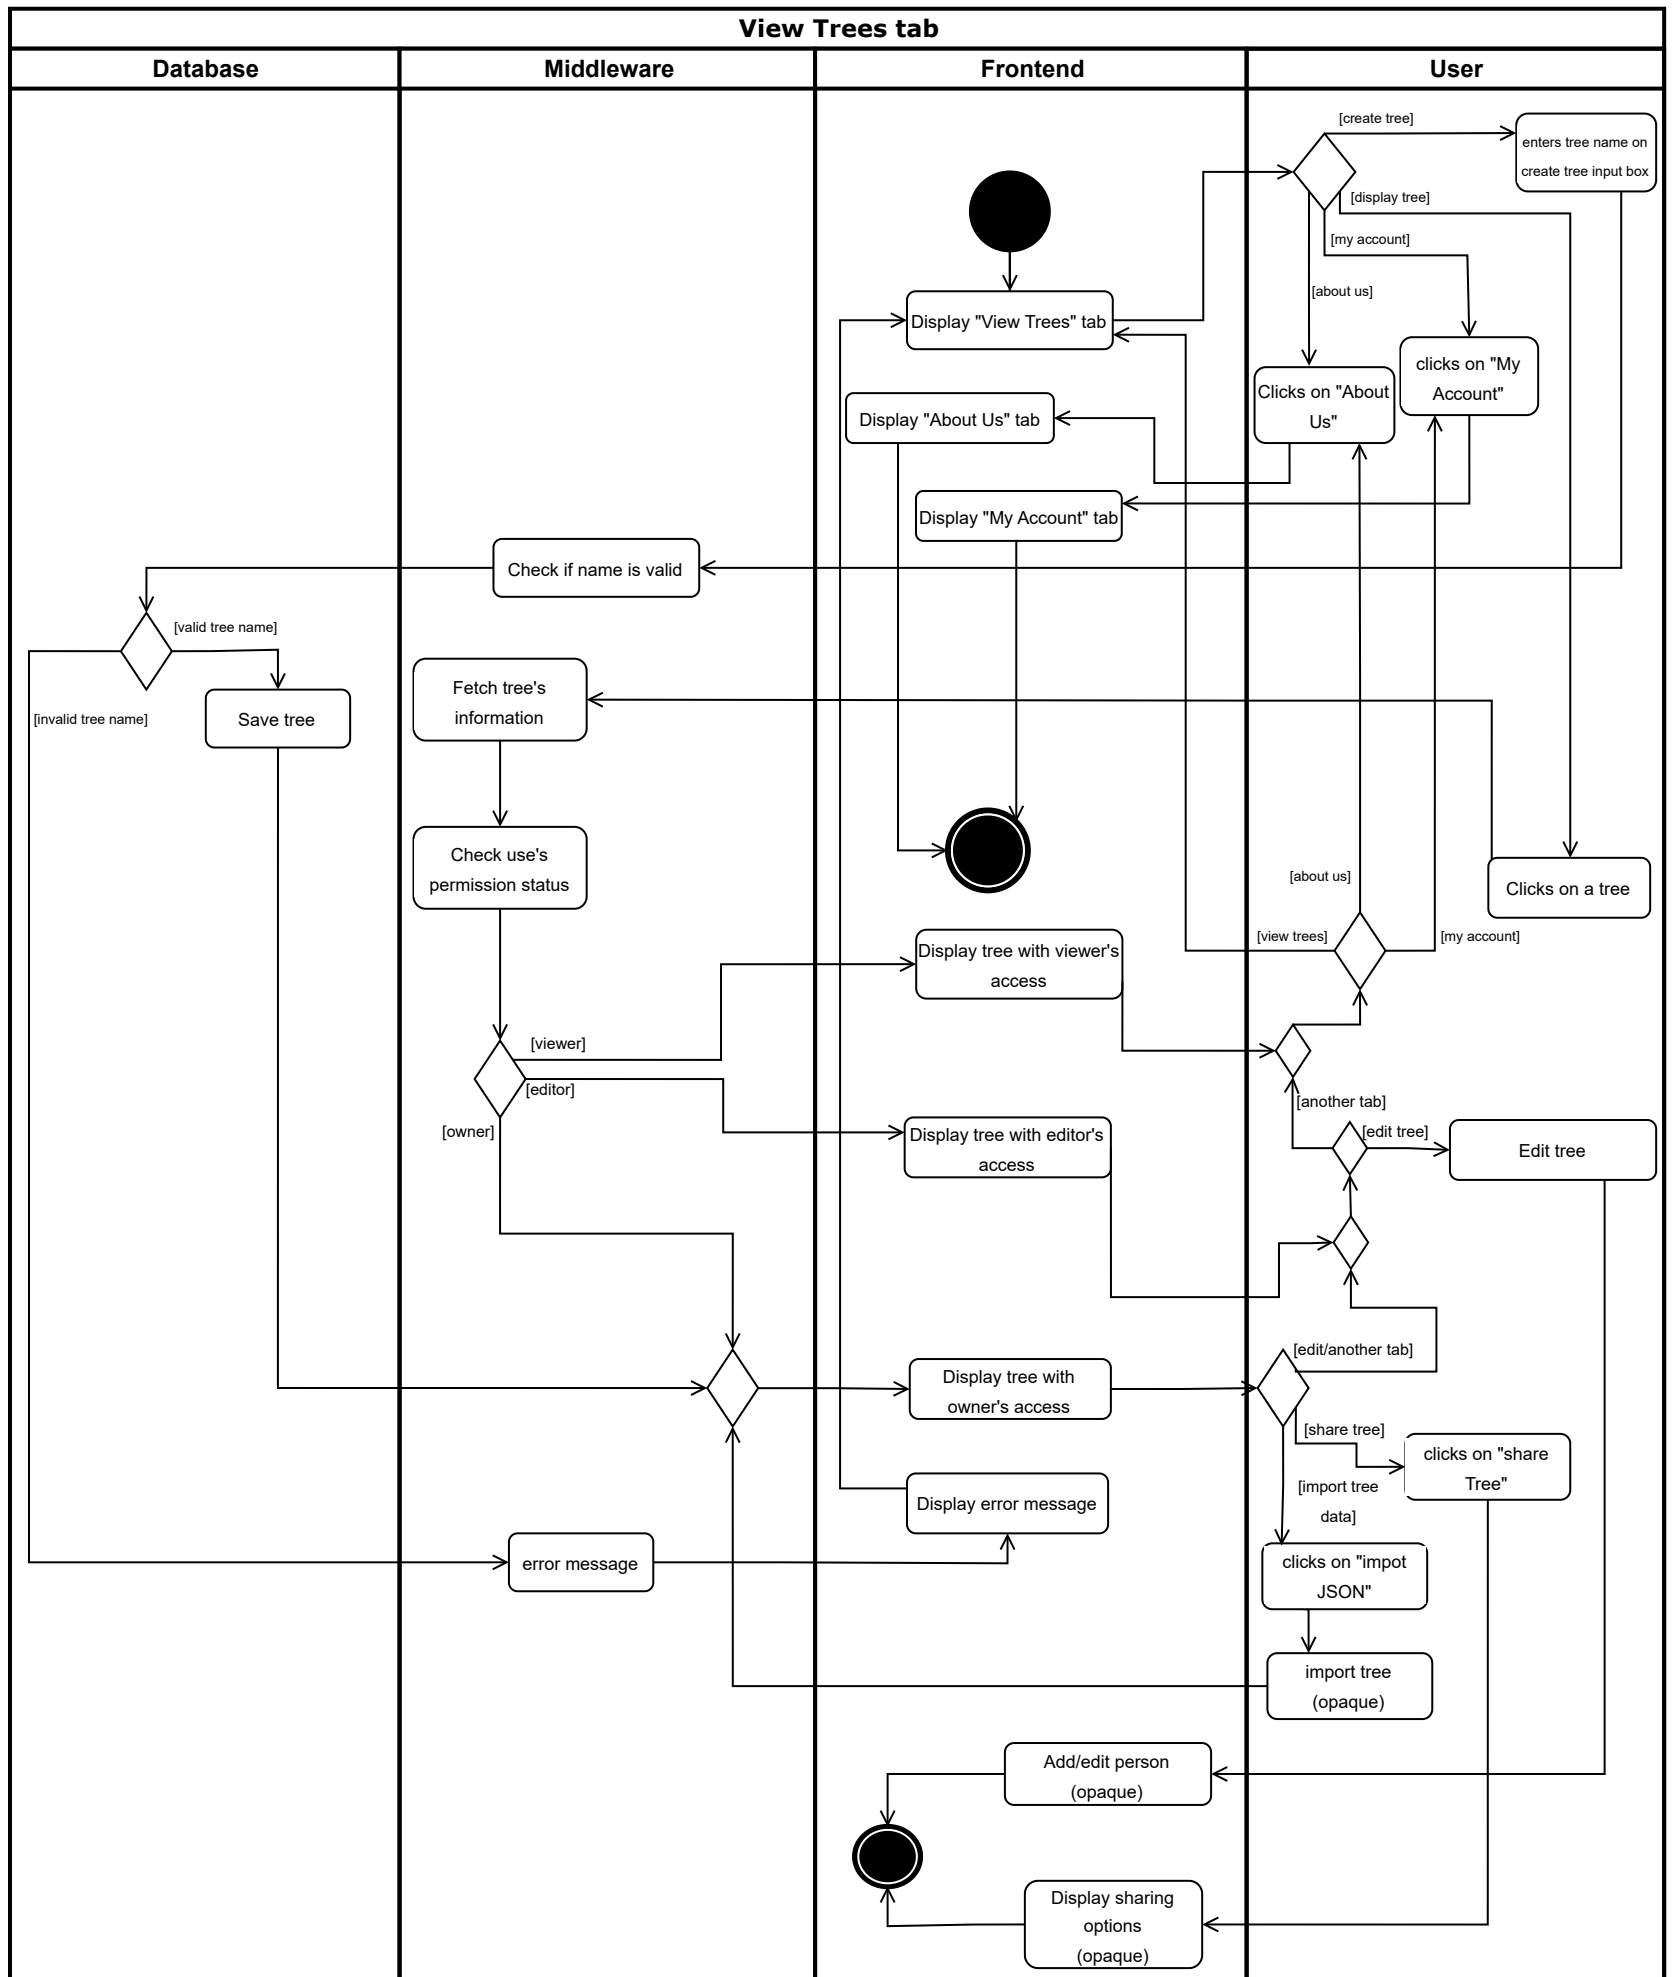 View Trees tab
Database
Middleware
Frontend
User
[create tree]
enters tree name on
create tree input box
[display tree]
[my account]
[about us]
Display "View Trees" tab
clicks on "My
Account"
Clicks on "About
Us"
Display "About Us" tab
Display "My Account" tab
Check if name is valid
[valid tree name]
[invalid tree name]
Save tree
Fetch tree's
information
Check use's
permission status
[about us]
Clicks on a tree
[view trees]
[my account]
Display tree with viewer's
access
[viewer]
[editor]
[owner]
[another tab]
[edit tree]
Edit tree
Display tree with editor's
access
[edit/another tab]
Display tree with
owner's access
[share tree]
clicks on "share
Tree"
[import tree
data]
Display error message
error message
clicks on "impot
JSON"
import tree
(opaque)
Add/edit person
(opaque)
Display sharing
options
(opaque)